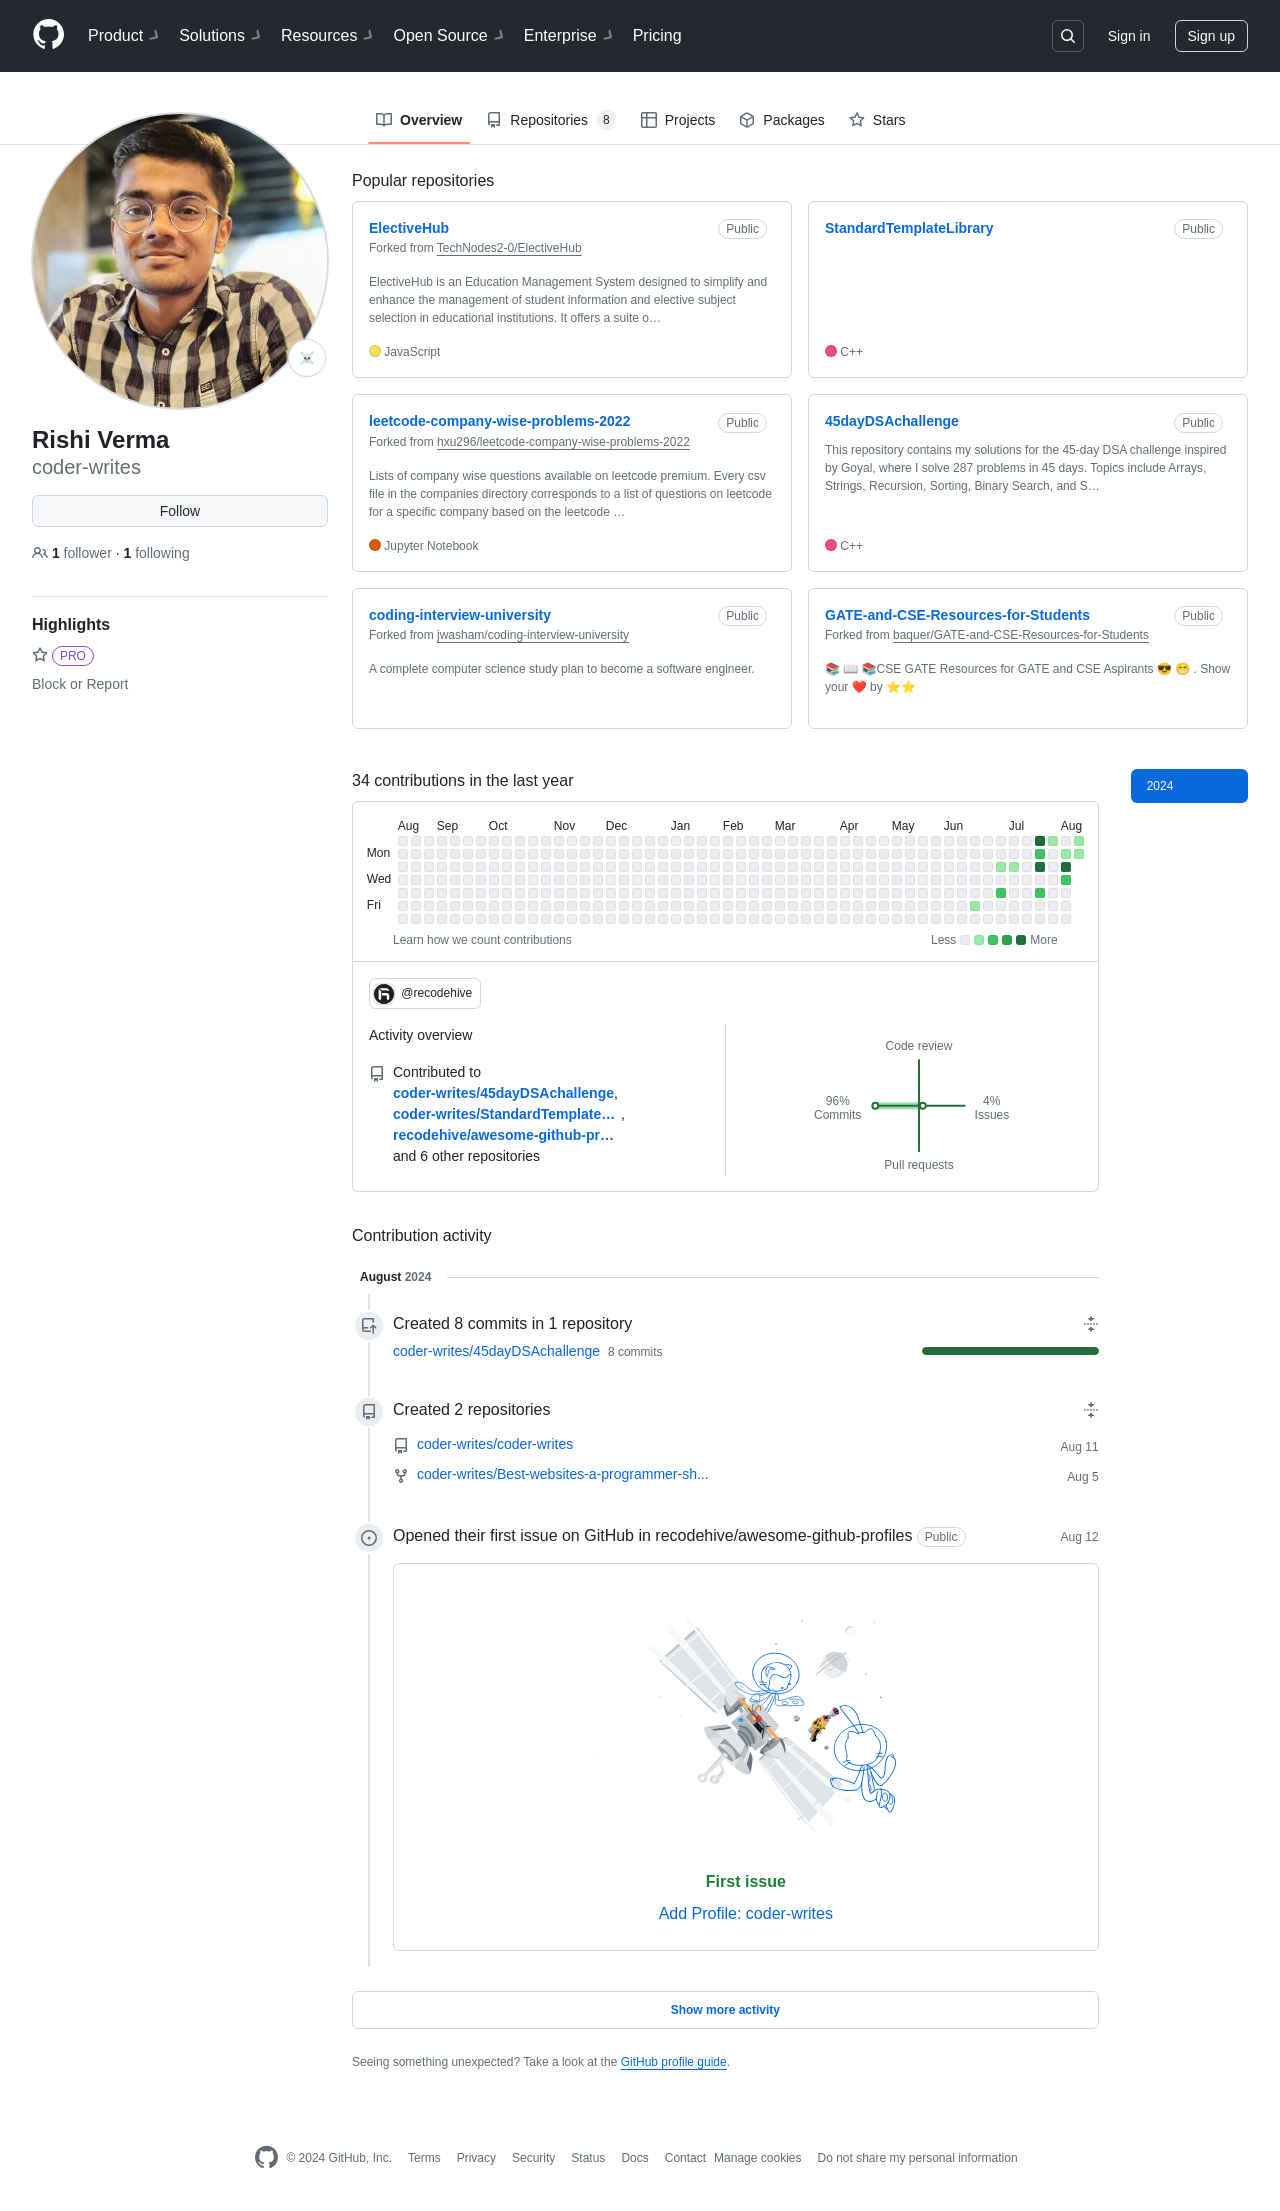 Product
Solutions
Resources
Open Source
Enterprise
Pricing
Sign in
Sign up
Overview
Repositories 8
Projects
Packages
Stars
Rishi Verma
coder-writes
Follow
1 follower · 1 following
Highlights
PRO
Block or Report
Popular repositories
ElectiveHub Public
Forked from TechNodes2-0/ElectiveHub
ElectiveHub is an Education Management System designed to simplify and
enhance the management of student information and elective subject
selection in educational institutions. It offers a suite o…
JavaScript
StandardTemplateLibrary Public
C++
leetcode-company-wise-problems-2022 Public
Forked from hxu296/leetcode-company-wise-problems-2022
Lists of company wise questions available on leetcode premium. Every csv
file in the companies directory corresponds to a list of questions on leetcode
for a specific company based on the leetcode …
Jupyter Notebook
45dayDSAchallenge Public
This repository contains my solutions for the 45-day DSA challenge inspired
by Goyal, where I solve 287 problems in 45 days. Topics include Arrays,
Strings, Recursion, Sorting, Binary Search, and S…
C++
coding-interview-university Public
Forked from jwasham/coding-interview-university
A complete computer science study plan to become a software engineer.
GATE-and-CSE-Resources-for-Students Public
Forked from baquer/GATE-and-CSE-Resources-for-Students
📚 📖 📚CSE GATE Resources for GATE and CSE Aspirants 😎 😁 . Show
your ❤️ by ⭐⭐
34 contributions in the last year
2024
Aug Sep Oct Nov Dec Jan Feb Mar Apr May Jun Jul Aug
Mon
Wed
Fri
Learn how we count contributions
Less More
@recodehive
Activity overview
Contributed to
coder-writes/45dayDSAchallenge,
coder-writes/StandardTemplate… ,
recodehive/awesome-github-pr…
and 6 other repositories
Code review
96%
Commits
4%
Issues
Pull requests
Contribution activity
August 2024
Created 8 commits in 1 repository
coder-writes/45dayDSAchallenge 8 commits
Created 2 repositories
coder-writes/coder-writes Aug 11
coder-writes/Best-websites-a-programmer-sh... Aug 5
Opened their first issue on GitHub in recodehive/awesome-github-profiles Public Aug 12
First issue
Add Profile: coder-writes
Show more activity
Seeing something unexpected? Take a look at the GitHub profile guide.
© 2024 GitHub, Inc. Terms Privacy Security Status Docs Contact Manage cookies Do not share my personal information